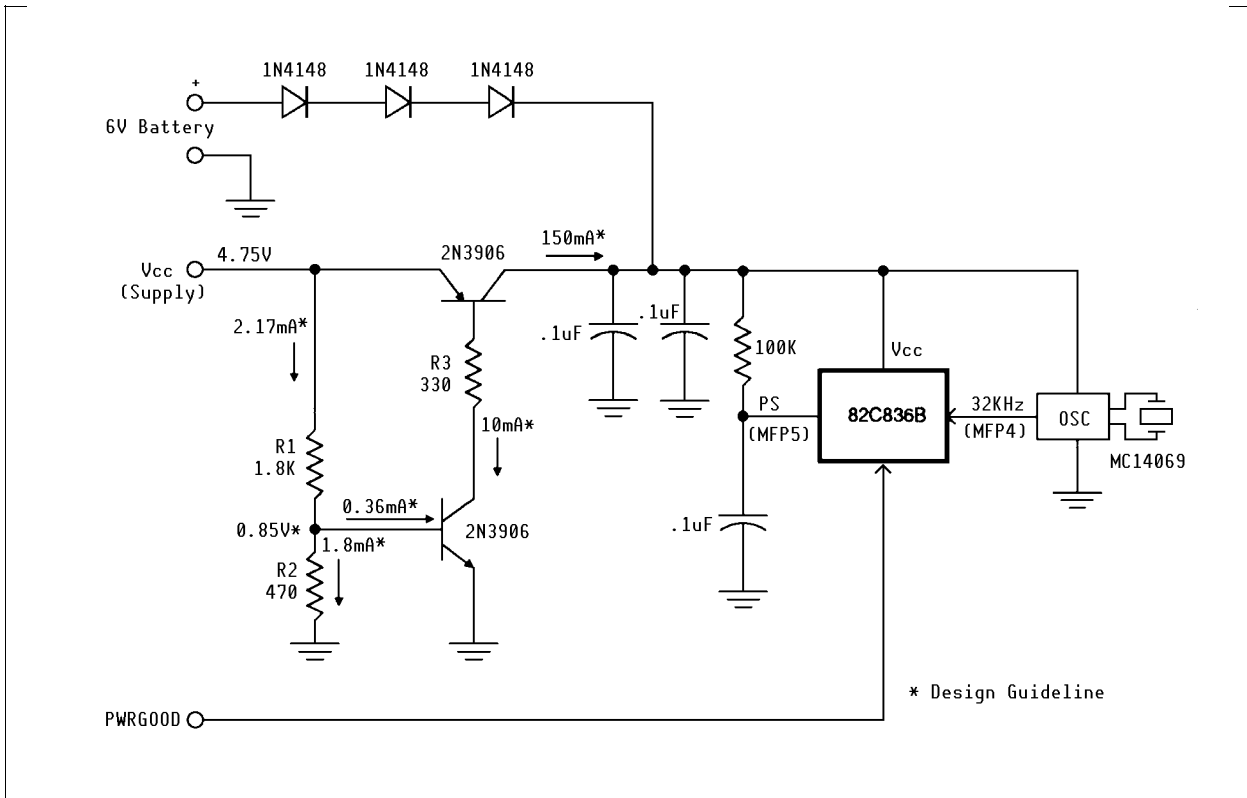 1N4148 1N4148 1N4148
+
6V Battery
4.75V
2N3906
150mA*
Vcc
(Supply)
2.17mA*
.1uF
.1uF
R3
330
100K
Vcc
PS
(MFP5)
82C836B
32KHz
(MFP4)
OSC
MC14069
10mA*
R1
1.8K
0.36mA*
0.85V*
1.8mA*
2N3906
.1uF
R2
470
* Design Guideline
PWRGOOD